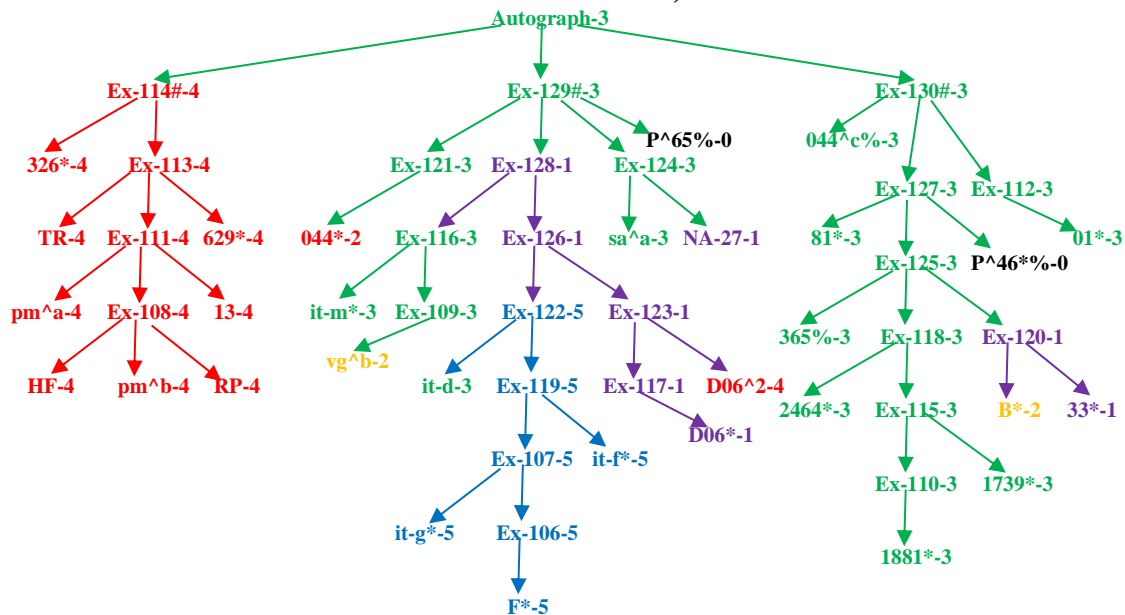 Autograph-3
Ex-114#-4 Ex-129#-3 Ex-130#-3
P^65%-0 044^c%-3
326*-4 Ex-113-4 Ex-121-3 Ex-128-1 Ex-124-3
Ex-127-3 Ex-112-3
TR-4 Ex-111-4 629*-4 044*-2 Ex-116-3 Ex-126-1 sa^a-3 NA-27-1 81*-3 01*-3
Ex-125-3 P^46*%-0
pm^a-4 Ex-108-4 13-4 it-m*-3 Ex-109-3 Ex-122-5 Ex-123-1
365%-3 Ex-118-3 Ex-120-1
vg^b-2
HF-4 pm^b-4 RP-4 it-d-3 Ex-119-5 Ex-117-1 D06^2-4
2464*-3 Ex-115-3 B*-2 33*-1
D06*-1
Ex-107-5 it-f*-5
Ex-110-3 1739*-3
it-g*-5 Ex-106-5
1881*-3
F*-5